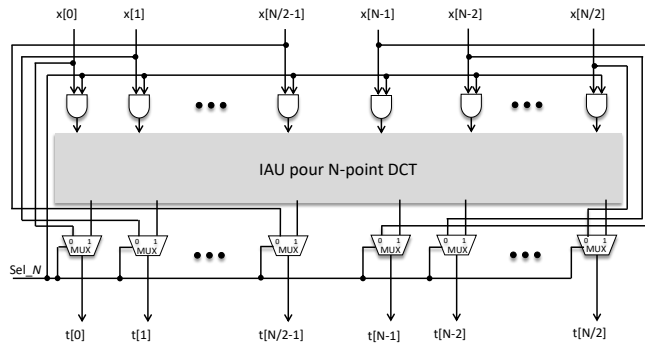 x[0] x[1] x[N/2-1] x[N-1] x[N-2] x[N/2]
IAU pour N-point DCT
0 1 0 1 0 1 0 1 0 1 0 1
MUX MUX MUX MUX MUX MUX
Sel_N
t[0] t[1] t[N/2-1] t[N-1] t[N-2] t[N/2]